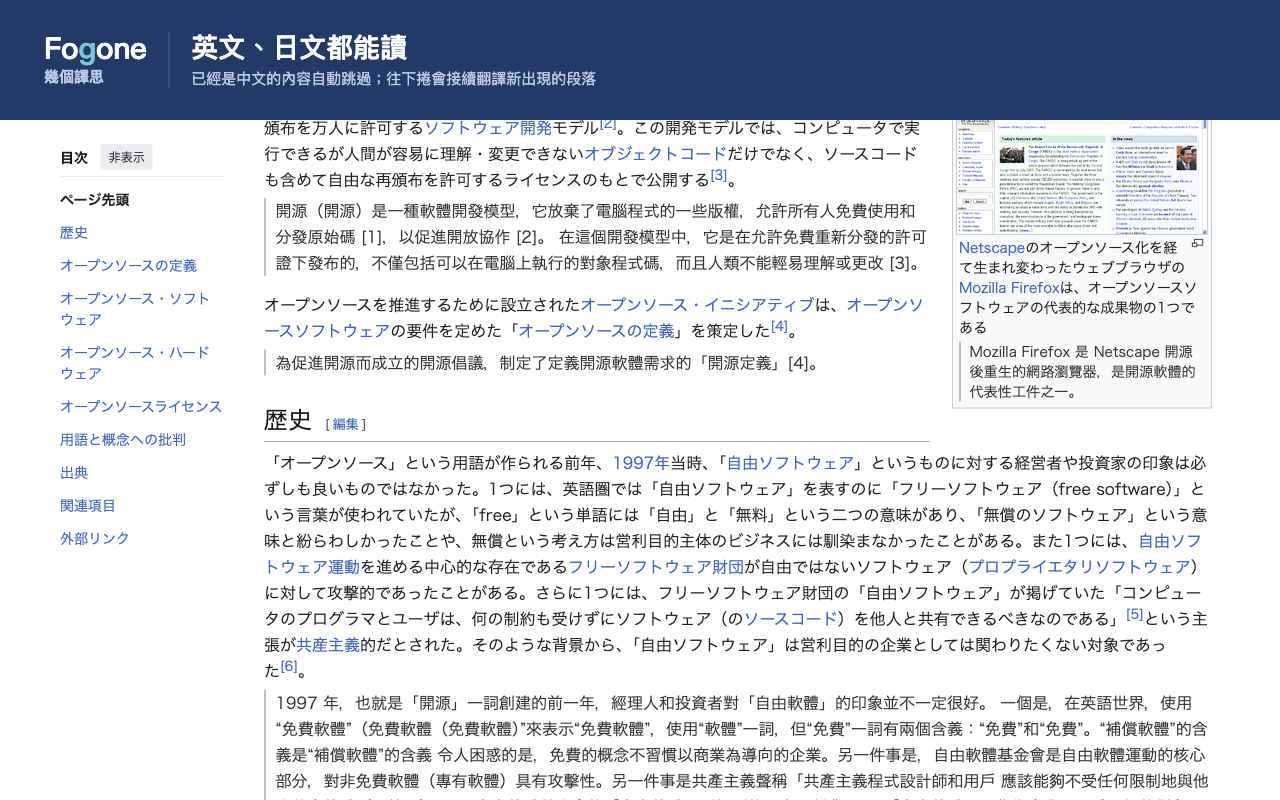 Fogone
幾個譯思
英文、日文都能讀
已經是中文的內容自動跳過；往下捲會接續翻譯新出現的段落
目次 非表示
ページ先頭
歴史
オープンソースの定義
オープンソース・ソフト
ウェア
オープンソース・ハード
ウェア
オープンソースライセンス
用語と概念への批判
出典
関連項目
外部リンク
頒布を万人に許可するソフトウェア開発モデル[2]。この開発モデルでは、コンピュータで実
行できるが人間が容易に理解・変更できないオブジェクトコードだけでなく、ソースコード
も含めて自由な再頒布を許可するライセンスのもとで公開する[3]。
開源（開源）是一種軟體開發模型，它放棄了電腦程式的一些版權，允許所有人免費使用和
分發原始碼 [1]，以促進開放協作 [2]。 在這個開發模型中，它是在允許免費重新分發的許可
證下發布的，不僅包括可以在電腦上執行的對象程式碼，而且人類不能輕易理解或更改 [3]。
オープンソースを推進するために設立されたオープンソース・イニシアティブは、オープンソ
ースソフトウェアの要件を定めた「オープンソースの定義」を策定した[4]。
為促進開源而成立的開源倡議，制定了定義開源軟體需求的「開源定義」[4]。
Today's featured article
In the news
Netscapeのオープンソース化を経
て生まれ変わったウェブブラウザの
Mozilla Firefoxは、オープンソースソ
フトウェアの代表的な成果物の1つで
ある
Mozilla Firefox 是 Netscape 開源
後重生的網路瀏覽器，是開源軟體的
代表性工件之一。
歴史 [ 編集 ]
「オープンソース」という用語が作られる前年、1997年当時、「自由ソフトウェア」というものに対する経営者や投資家の印象は必
ずしも良いものではなかった。1つには、英語圏では「自由ソフトウェア」を表すのに「フリーソフトウェア（free software）」と
いう言葉が使われていたが、「free」という単語には「自由」と「無料」という二つの意味があり、「無償のソフトウェア」という意
味と紛らわしかったことや、無償という考え方は営利目的主体のビジネスには馴染まなかったことがある。また1つには、自由ソフ
トウェア運動を進める中心的な存在であるフリーソフトウェア財団が自由ではないソフトウェア（プロプライエタリソフトウェア）
に対して攻撃的であったことがある。さらに1つには、フリーソフトウェア財団の「自由ソフトウェア」が掲げていた「コンピュー
タのプログラマとユーザは、何の制約も受けずにソフトウェア（のソースコード）を他人と共有できるべきなのである」[5]という主
張が共産主義的だとされた。そのような背景から、「自由ソフトウェア」は営利目的の企業としては関わりたくない対象であっ
た[6]。
1997 年，也就是「開源」一詞創建的前一年，經理人和投資者對「自由軟體」的印象並不一定很好。 一個是，在英語世界，使用
“免費軟體”（免費軟體（免費軟體）”來表示“免費軟體”，使用“軟體”一詞，但“免費”一詞有兩個含義：“免費”和“免費”。“補償軟體”的含
義是“補償軟體”的含義 令人困惑的是，免費的概念不習慣以商業為導向的企業。另一件事是，自由軟體基金會是自由軟體運動的核心
部分，對非免費軟體（專有軟體）具有攻擊性。另一件事是共產主義聲稱「共產主義程式設計師和用戶 應該能夠不受任何限制地與他